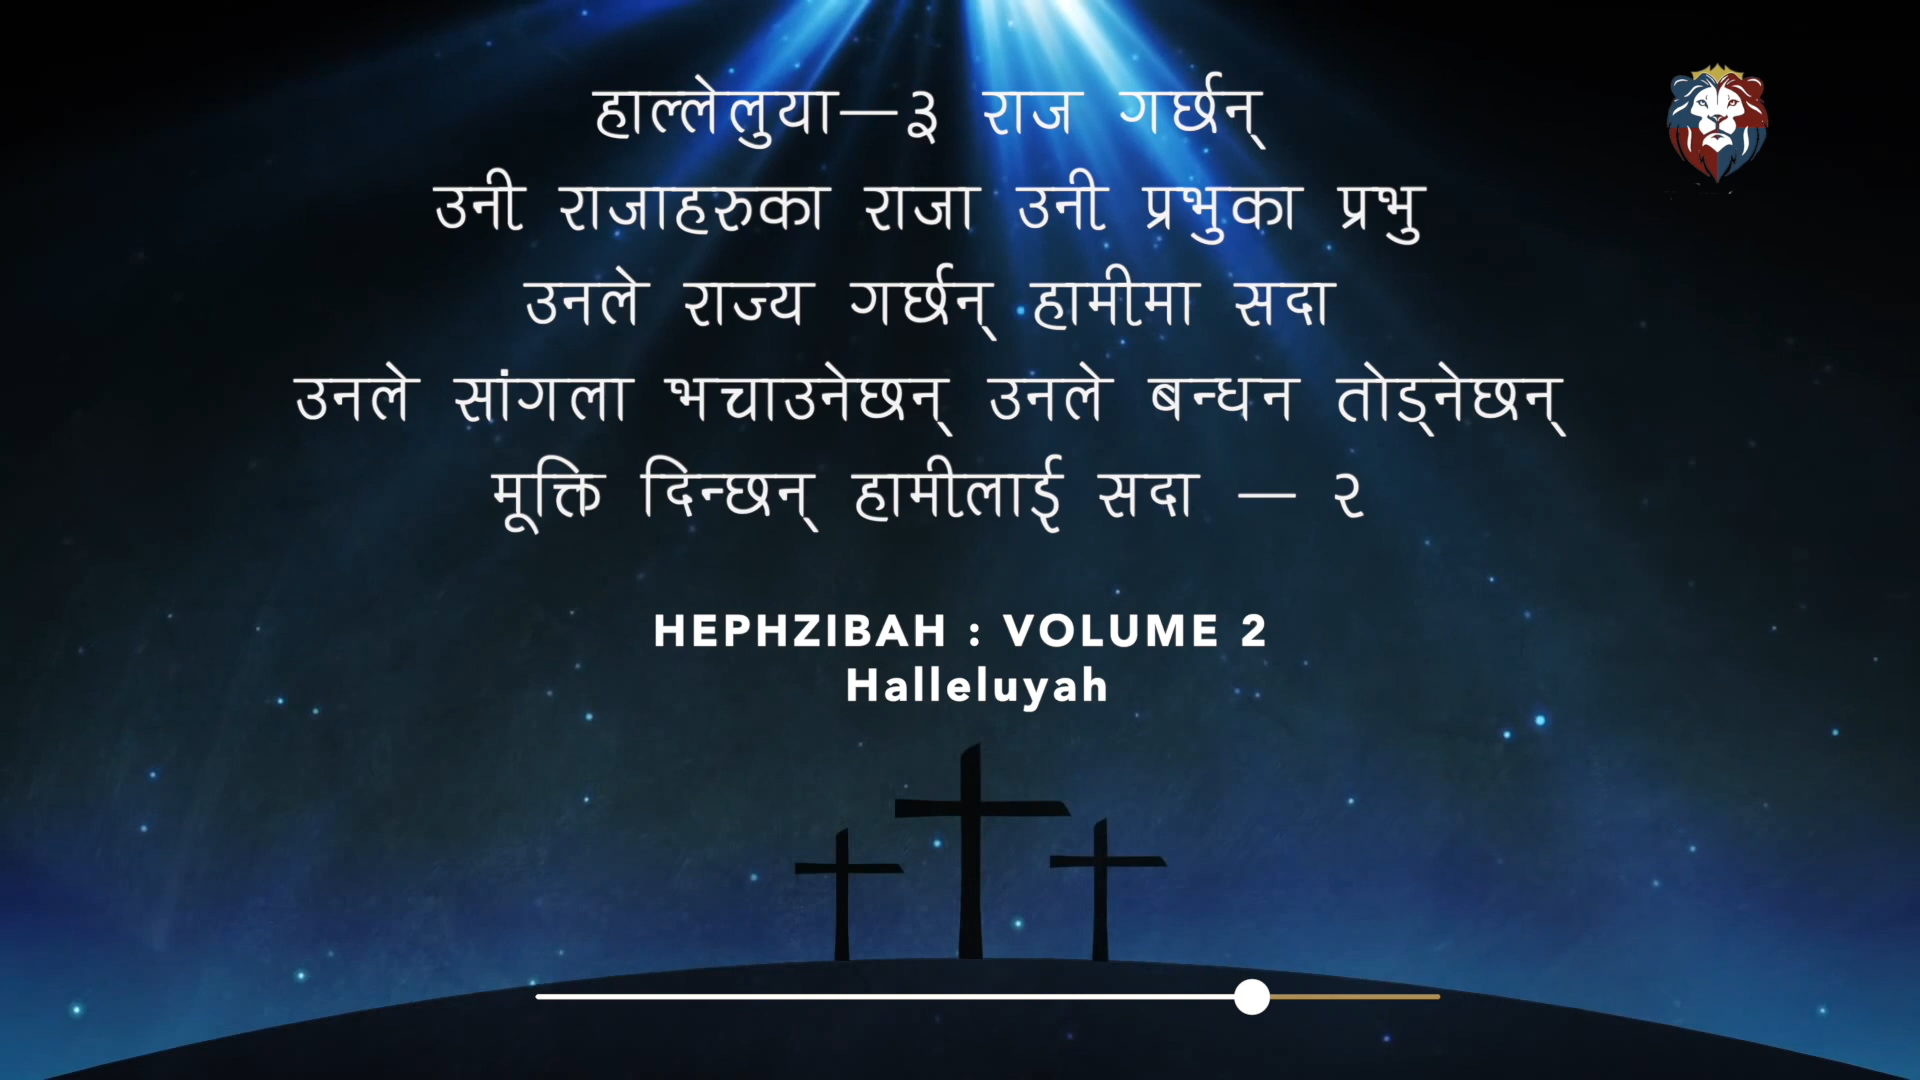 हाल्लेलुया—३ राज गर्छन्
उनी राजाहरुका राजा उनी प्रभुका प्रभु
उनले राज्य गर्छन् हामीमा सदा
उनले सांगला भचाउनेछन् उनले बन्धन तोड्नेछन्
मूक्ति दिन्छन् हामीलाई सदा — २
HEPHZIBAH : VOLUME 2
Halleluyah